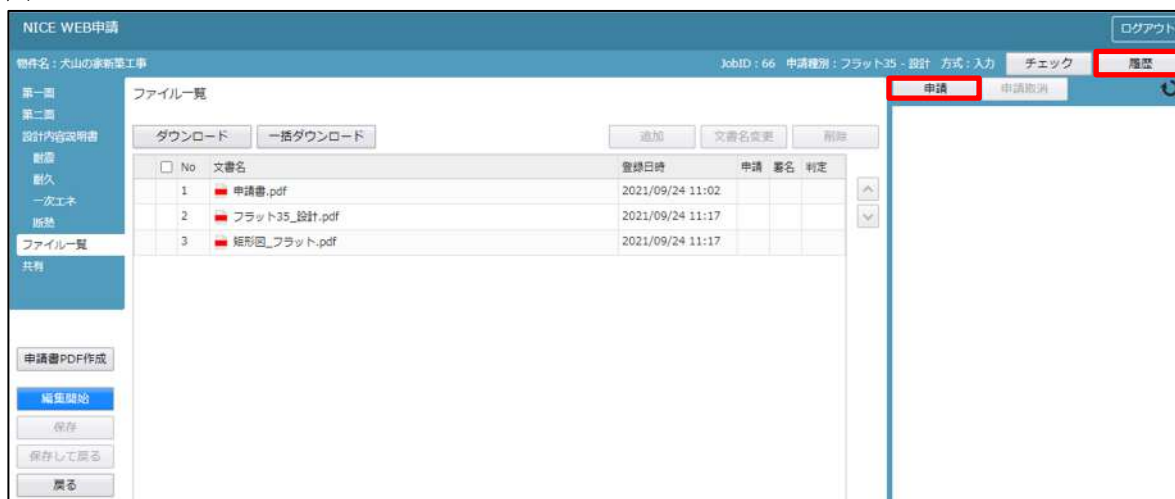 NICE WEB申請
ログアウト
物件名:犬山の家新築工事
JobID:66 申請種別:フラット35 - 設計 方式:入力
チェック
履歴
第一面
第二面
設計内容説明書
耐震
耐久
一次エネ
断熱
ファイル一覧
共有
申請書PDF作成
編集開始
保存
保存して戻る
戻る
ファイル一覧
ダウンロード 一括ダウンロード 追加 文書名変更 削除
No 文書名 登録日時 申請 署名 判定
1 申請書.pdf 2021/09/24 11:02
2 フラット35_設計.pdf 2021/09/24 11:17
3 矩形図_フラット.pdf 2021/09/24 11:17
申請 申請取消